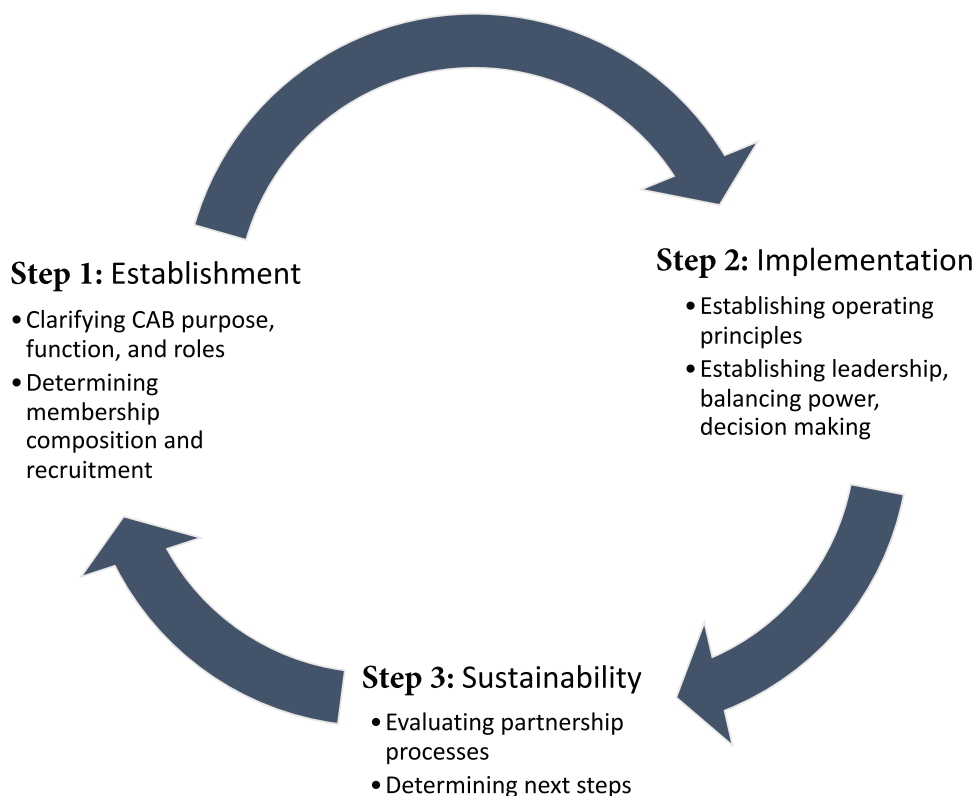 Step 1: Establishment
• Clarifying CAB purpose,
function, and roles
• Determining
membership
composition and
recruitment
Step 2: Implementation
• Establishing operating
principles
• Establishing leadership,
balancing power,
decision making
Step 3: Sustainability
• Evaluating partnership
processes
• Determining next steps